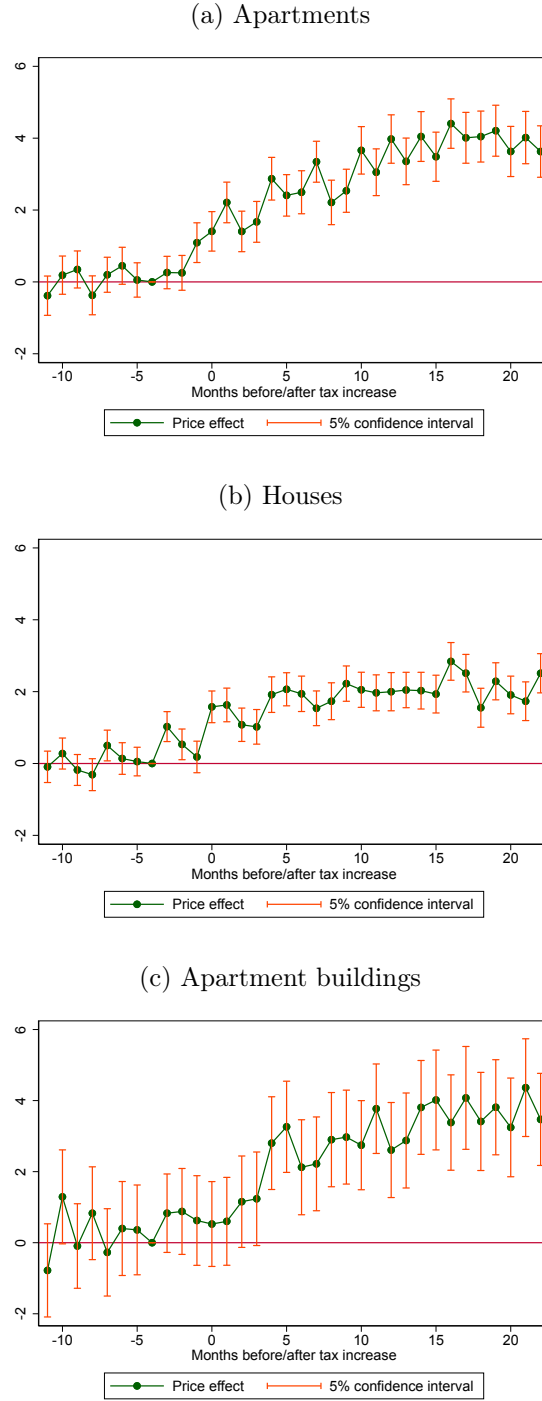 (a) Apartments
6
4
2
0
-2
-10 -5 0 5 10 15 20
Months before/after tax increase
Price effect 5% confidence interval
(b) Houses
6
4
2
0
-2
-10 -5 0 5 10 15 20
Months before/after tax increase
Price effect 5% confidence interval
(c) Apartment buildings
6
4
2
0
-2
-10 -5 0 5 10 15 20
Months before/after tax increase
Price effect 5% confidence interval